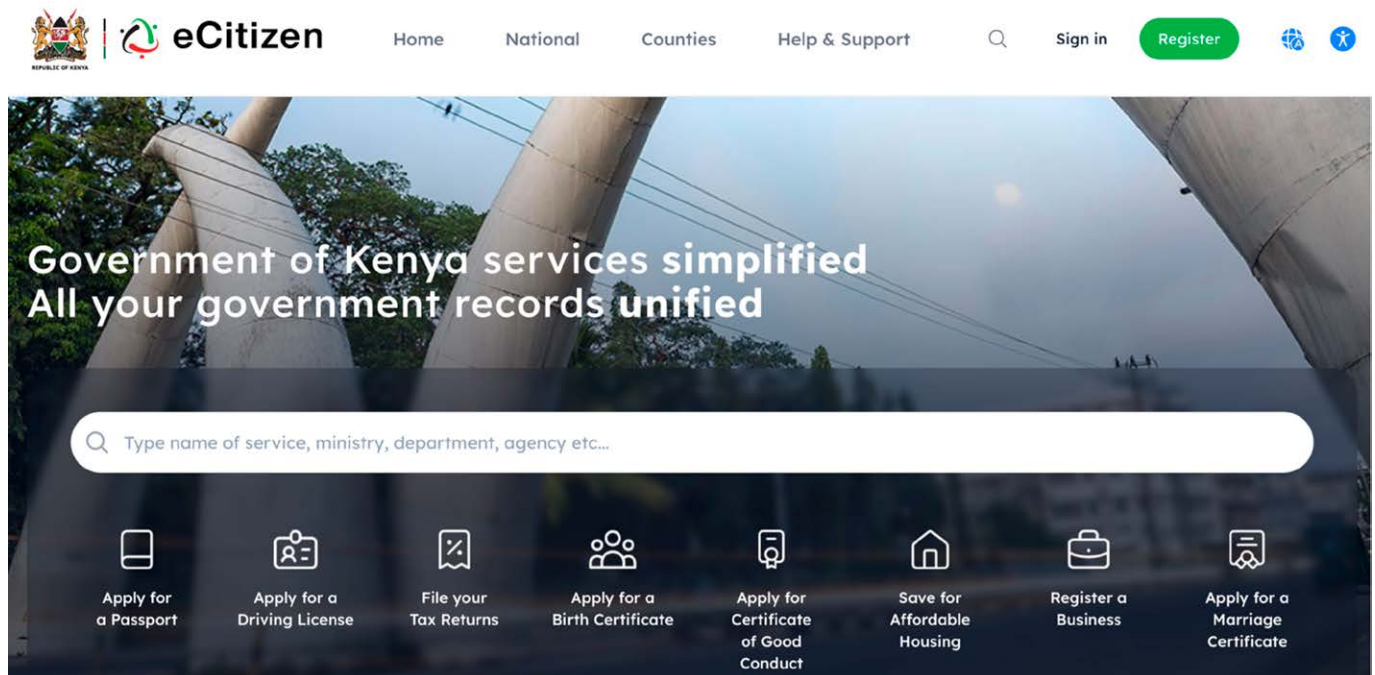 REPUBLIC OF KENYA
eCitizen
Home
National
Counties
Help & Support
Sign in
Register
Government of Kenya services simplified
All your government records unified
Type name of service, ministry, department, agency etc...
Apply for
a Passport
Apply for a
Driving License
File your
Tax Returns
Apply for a
Birth Certificate
Apply for
Certificate
of Good
Conduct
Save for
Affordable
Housing
Register a
Business
Apply for a
Marriage
Certificate